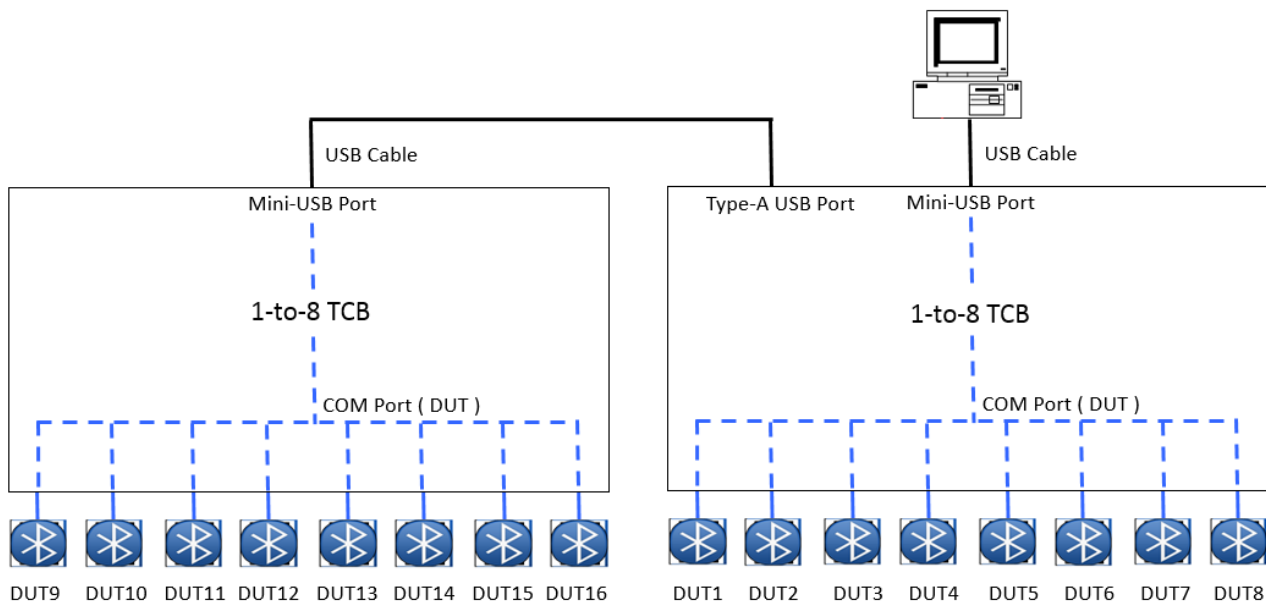 USB Cable
USB Cable
Mini-USB Port
Type-A USB Port
Mini-USB Port
1-to-8 TCB
1-to-8 TCB
COM Port ( DUT )
COM Port ( DUT )
DUT9 DUT10 DUT11 DUT12 DUT13 DUT14 DUT15 DUT16
DUT1 DUT2 DUT3 DUT4 DUT5 DUT6 DUT7 DUT8